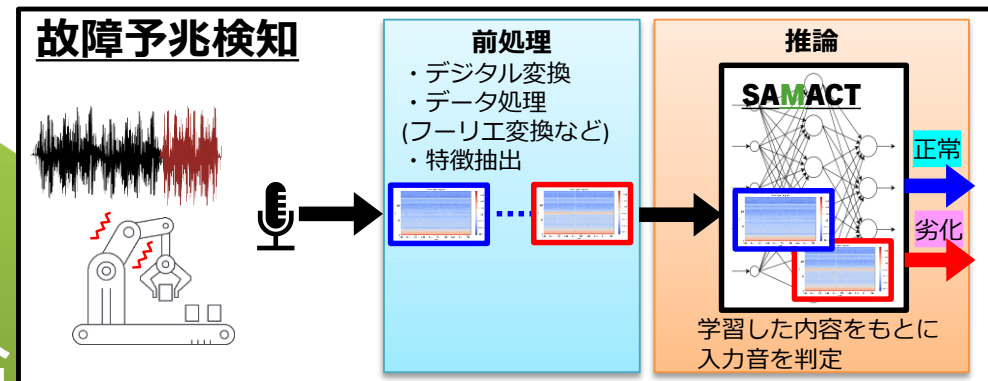 故障予兆検知
前処理
・デジタル変換
・データ処理
(フーリエ変換など)
・特徴抽出
推論
SAMACT
正常
劣化
学習した内容をもとに
入力音を判定